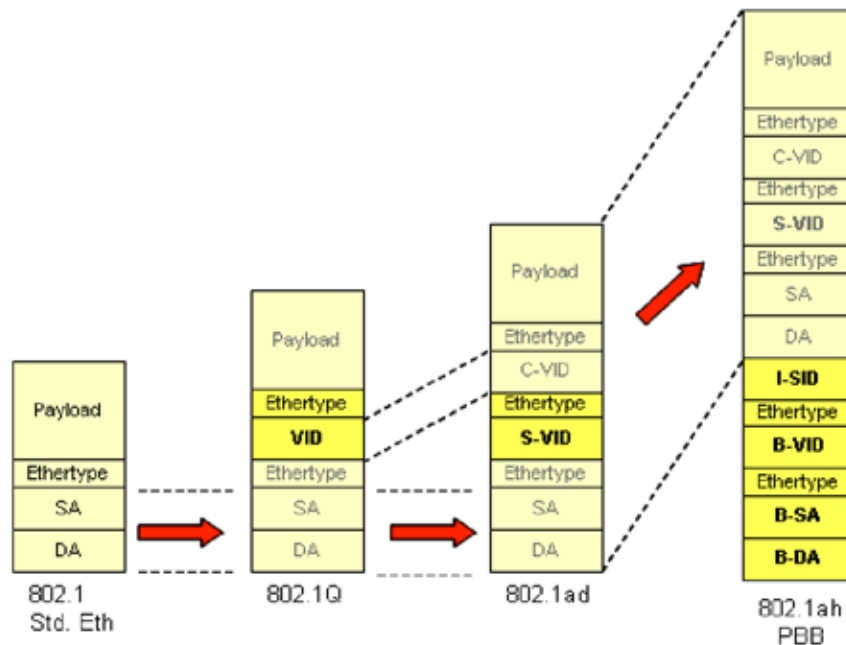 Payload
Ethertype
SA
DA
802.1
Std. Eth
Payload
Ethertype
VID
Ethertype
SA
DA
802.1Q
Payload
Ethertype
C-VID
Ethertype
S-VID
Ethertype
SA
DA
802.1ad
Payload
Ethertype
C-VID
Ethertype
S-VID
Ethertype
SA
DA
I-SID
Ethertype
B-VID
Ethertype
B-SA
B-DA
802.1ah
PBB